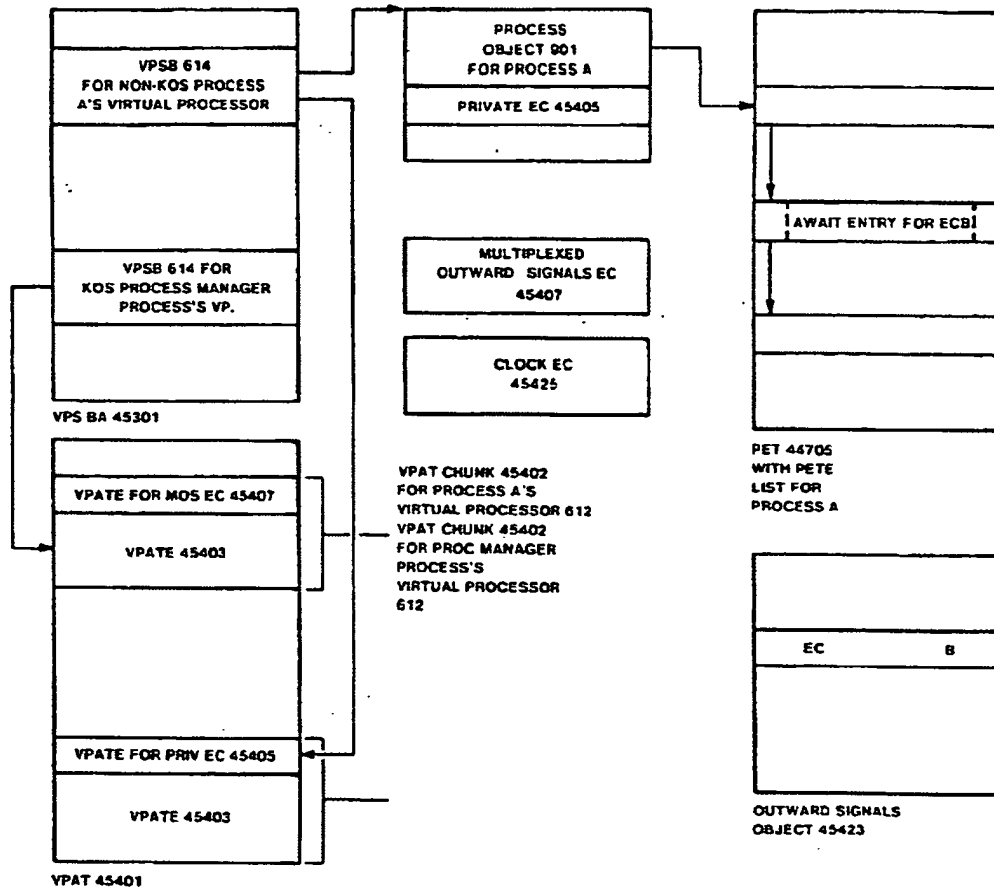 VPSB 614
FOR NON-KOS PROCESS
A'S VIRTUAL PROCESSOR
VPSB 614 FOR
KOS PROCESS MANAGER
PROCESS'S VP.
VPS BA 45301
PROCESS
OBJECT 901
FOR PROCESS A
PRIVATE EC 45405
MULTIPLEXED
OUTWARD SIGNALS EC
45407
CLOCK EC
45425
AWAIT ENTRY FOR ECB
PET 44705
WITH PETE
LIST FOR
PROCESS A
VPATE FOR MOS EC 45407
VPATE 45403
VPATE FOR PRIV EC 45405
VPATE 45403
VPAT 45401
VPAT CHUNK 45402
FOR PROCESS A'S
VIRTUAL PROCESSOR 612
VPAT CHUNK 45402
FOR PROC MANAGER
PROCESS'S
VIRTUAL PROCESSOR
612
EC B
OUTWARD SIGNALS
OBJECT 45423